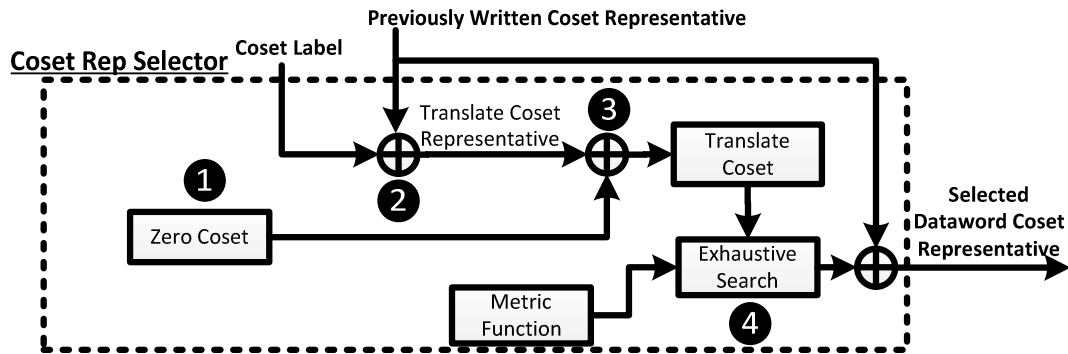 Previously Written Coset Representative
Coset Label
Coset Rep Selector
Translate Coset
Representative
3
Translate
Coset
1
2
Zero Coset
Selected
Dataword Coset
Representative
Exhaustive
Search
Metric
Function
4